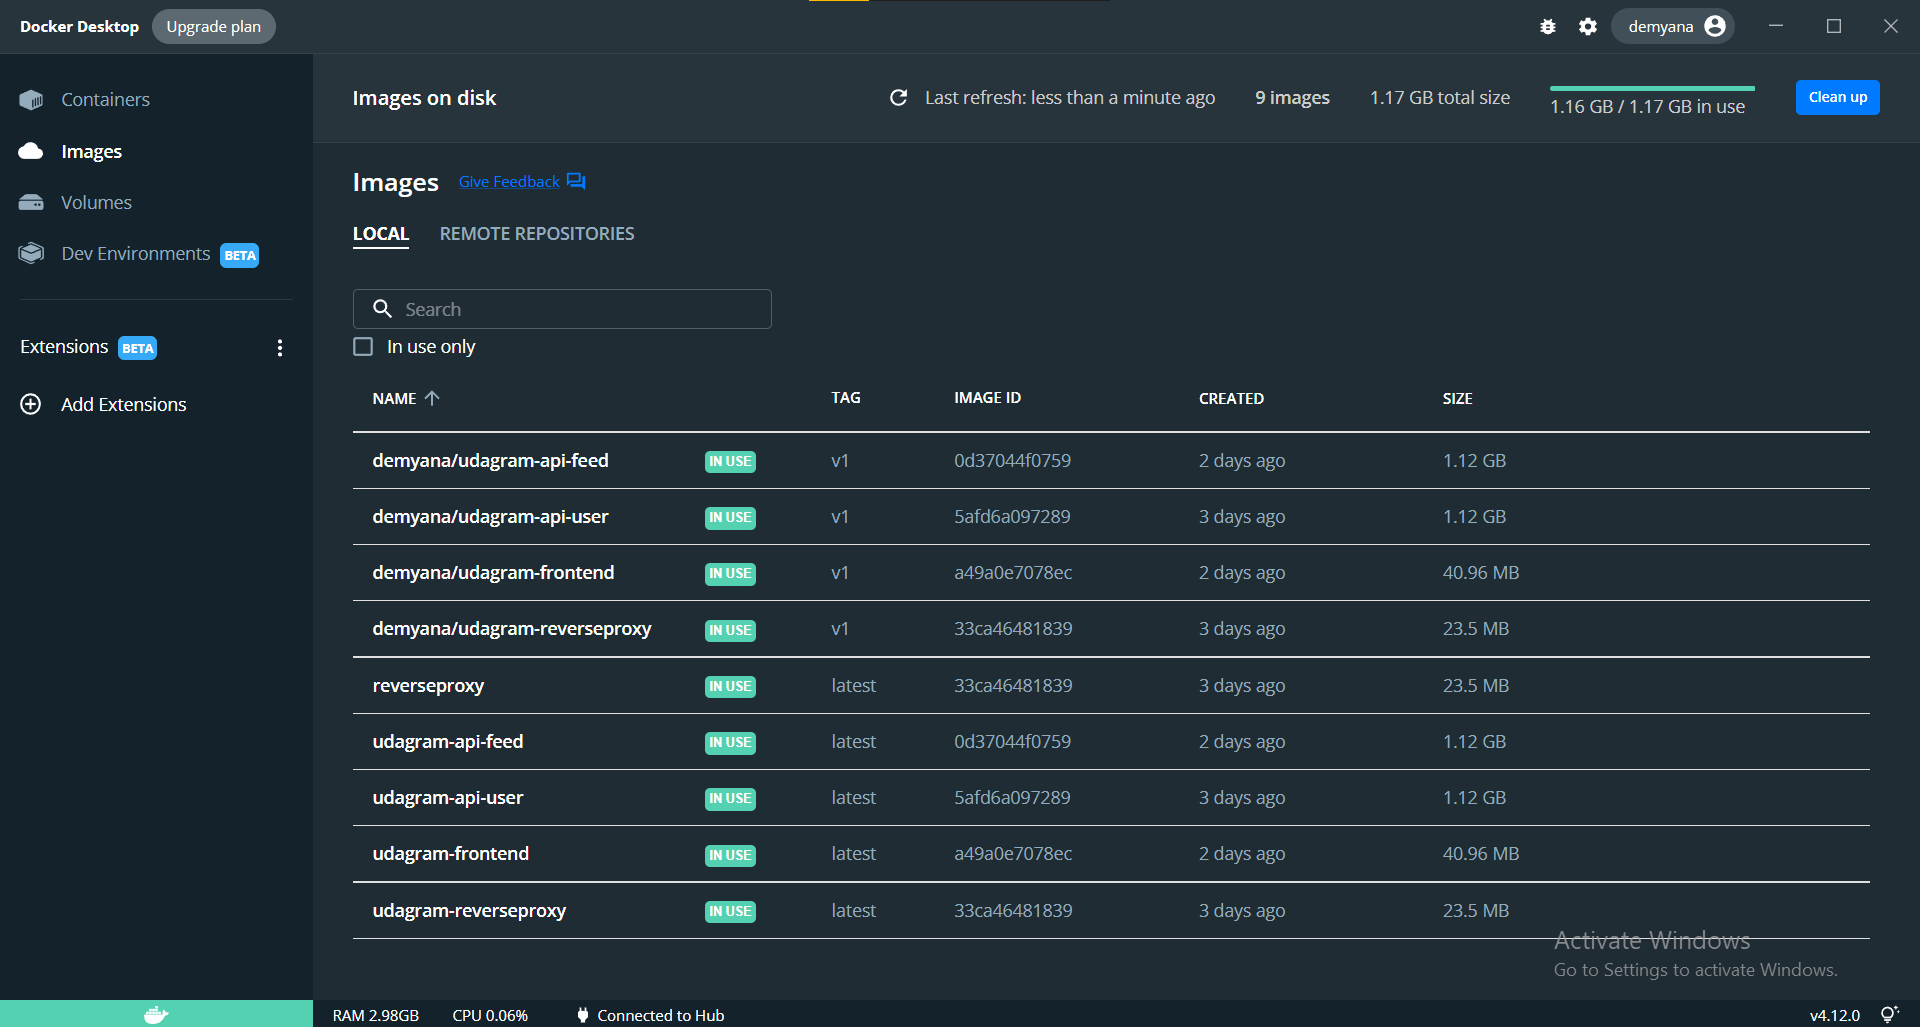 Docker Desktop Upgrade plan demyana
Containers
Images
Volumes
Dev Environments BETA
Extensions BETA
Add Extensions
Images on disk Last refresh: less than a minute ago 9 images 1.17 GB total size 1.16 GB / 1.17 GB in use Clean up
Images Give Feedback
LOCAL REMOTE REPOSITORIES
Search
In use only
NAME TAG IMAGE ID CREATED SIZE
demyana/udagram-api-feed IN USE v1 0d37044f0759 2 days ago 1.12 GB
demyana/udagram-api-user IN USE v1 5afd6a097289 3 days ago 1.12 GB
demyana/udagram-frontend IN USE v1 a49a0e7078ec 2 days ago 40.96 MB
demyana/udagram-reverseproxy IN USE v1 33ca46481839 3 days ago 23.5 MB
reverseproxy IN USE latest 33ca46481839 3 days ago 23.5 MB
udagram-api-feed IN USE latest 0d37044f0759 2 days ago 1.12 GB
udagram-api-user IN USE latest 5afd6a097289 3 days ago 1.12 GB
udagram-frontend IN USE latest a49a0e7078ec 2 days ago 40.96 MB
udagram-reverseproxy IN USE latest 33ca46481839 3 days ago 23.5 MB
Activate Windows
Go to Settings to activate Windows.
RAM 2.98GB CPU 0.06% Connected to Hub v4.12.0